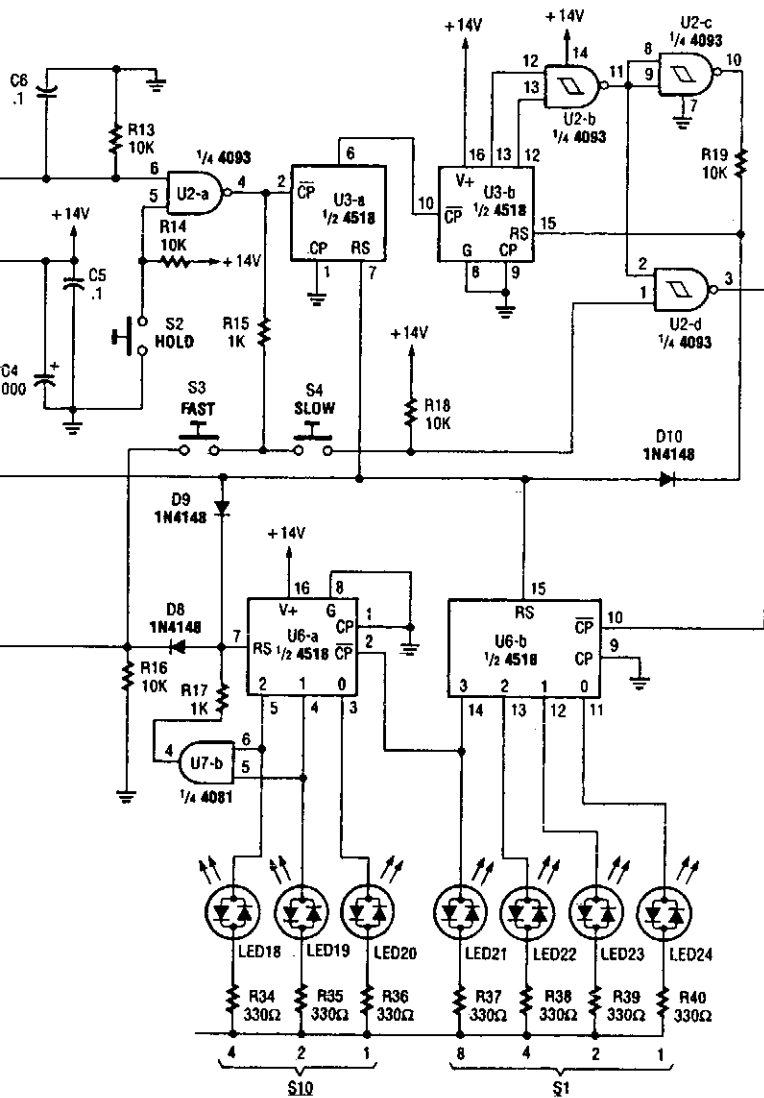 +14V
+14V
U2-c
1/4 4093
C6
.1
R13
10K
1/4 4093
6
5
U2-a
4
2
CP
U3-a
1/2 4518
CP
RS
1
7
6
10
16
13
12
V+
U3-b
1/2 4518
CP
RS
15
G
CP
8
9
12
13
14
11
U2-b
1/4 4093
8
9
10
7
R19
10K
2
1
3
U2-d
1/4 4093
+14V
R14
10K
+14V
C5
.1
S2
HOLD
C4
000
+
R15
1K
S3
FAST
S4
SLOW
+14V
R18
10K
D10
1N4148
D9
1N4148
+14V
D8
1N4148
16
8
V+
G
1
CP
7
RS
U6-a
1/2 4518
2
CP
2
1
0
5
4
3
15
RS
10
CP
U6-b
1/2 4518
9
CP
3
2
1
0
14
13
12
11
R16
10K
R17
1K
4
U7-b
6
5
1/4 4081
LED18
LED19
LED20
LED21
LED22
LED23
LED24
R34
330Ω
R35
330Ω
R36
330Ω
R37
330Ω
R38
330Ω
R39
330Ω
R40
330Ω
4
2
1
8
4
2
1
S10
S1